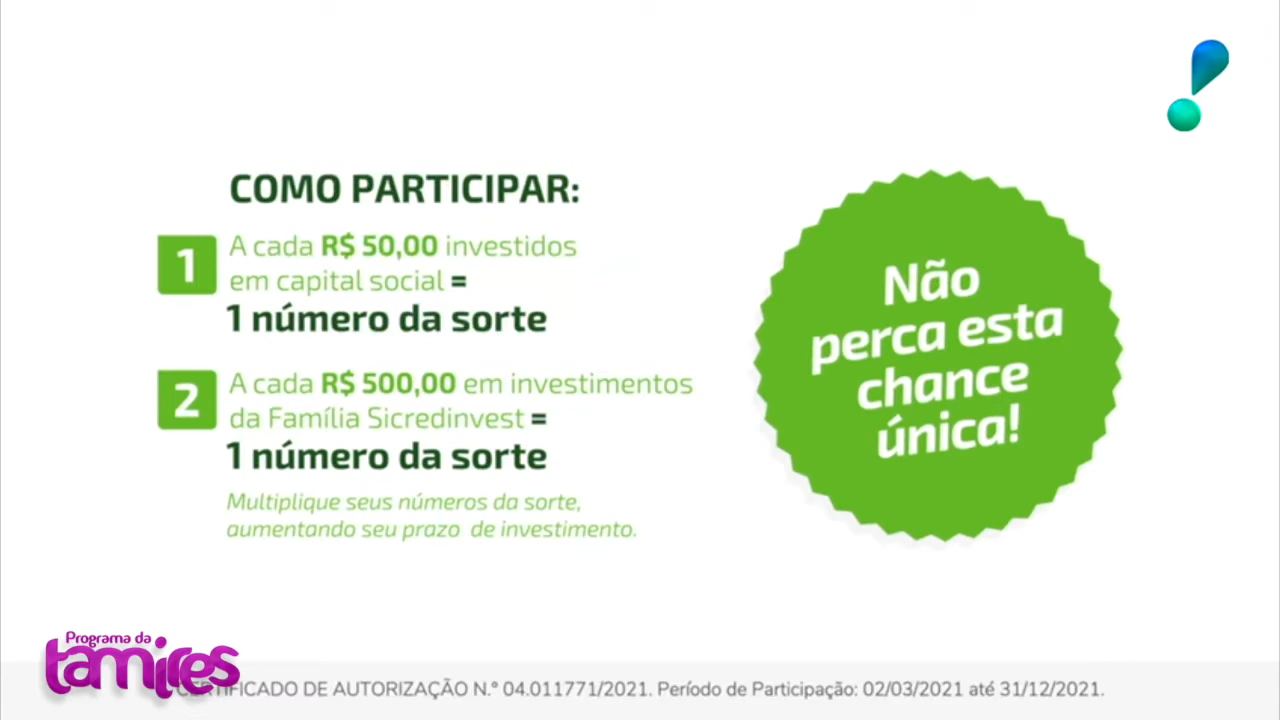 COMO PARTICIPAR:
1
A cada R$ 50,00 investidos
em capital social =
1 número da sorte
2
A cada R$ 500,00 em investimentos
da Família Sicredinvest =
1 número da sorte
Multiplique seus números da sorte,
aumentando seu prazo de investimento.
Não
perca esta
chance
única!
Programa da
tamires
CERTIFICADO DE AUTORIZAÇÃO N.º 04.011771/2021. Período de Participação: 02/03/2021 até 31/12/2021.